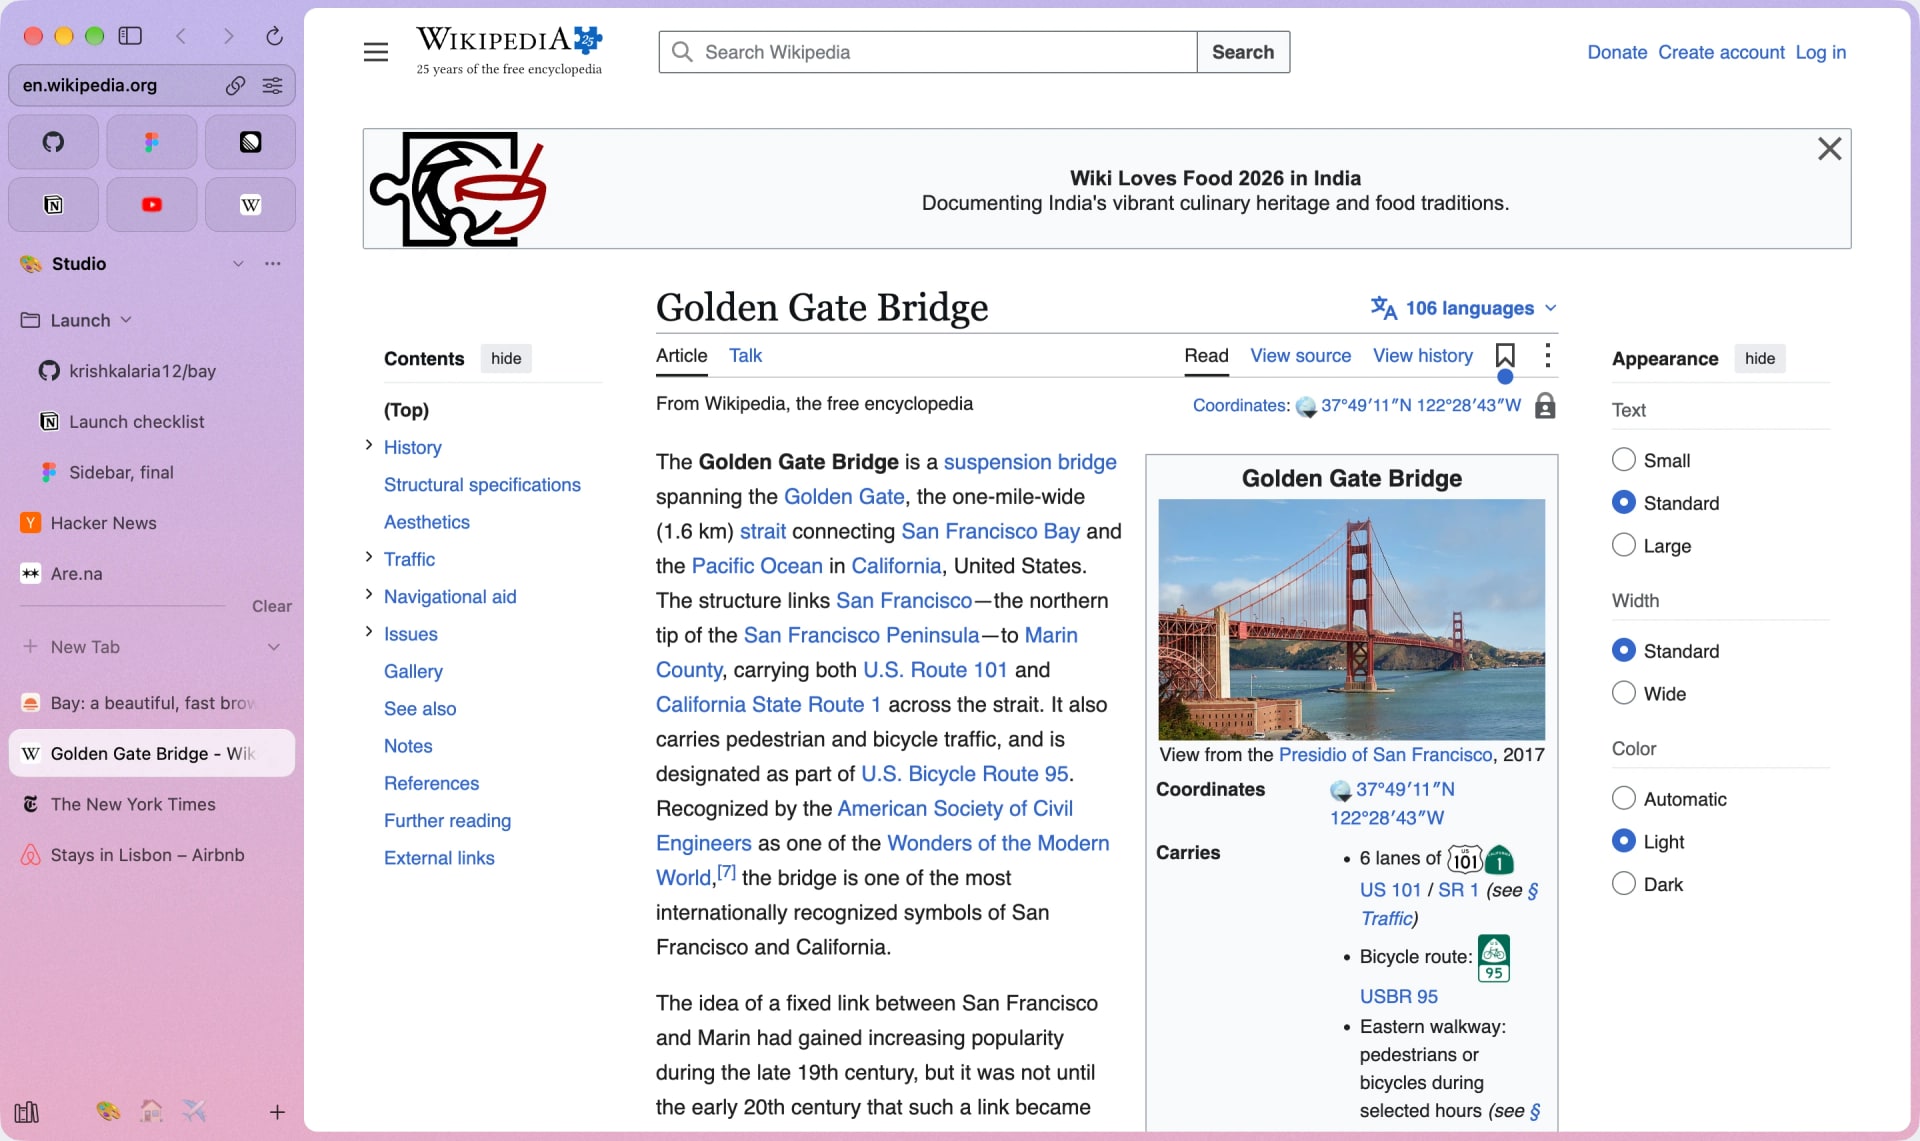 en.wikipedia.org
Studio
Launch
krishkalaria12/bay
Launch checklist
Sidebar, final
Hacker News
Are.na
Clear
New Tab
Bay: a beautiful, fast brow
Golden Gate Bridge - Wik
The New York Times
Stays in Lisbon – Airbnb
WIKIPEDIA 25
25 years of the free encyclopedia
Search Wikipedia
Search
Donate Create account Log in
Wiki Loves Food 2026 in India
Documenting India's vibrant culinary heritage and food traditions.
Contents hide
(Top)
History
Structural specifications
Aesthetics
Traffic
Navigational aid
Issues
Gallery
See also
Notes
References
Further reading
External links
Golden Gate Bridge
106 languages
Article Talk
Read View source View history
From Wikipedia, the free encyclopedia
Coordinates: 37°49′11″N 122°28′43″W
The Golden Gate Bridge is a suspension bridge
spanning the Golden Gate, the one-mile-wide
(1.6 km) strait connecting San Francisco Bay and
the Pacific Ocean in California, United States.
The structure links San Francisco—the northern
tip of the San Francisco Peninsula—to Marin
County, carrying both U.S. Route 101 and
California State Route 1 across the strait. It also
carries pedestrian and bicycle traffic, and is
designated as part of U.S. Bicycle Route 95.
Recognized by the American Society of Civil
Engineers as one of the Wonders of the Modern
World,[7] the bridge is one of the most
internationally recognized symbols of San
Francisco and California.
The idea of a fixed link between San Francisco
and Marin had gained increasing popularity
during the late 19th century, but it was not until
the early 20th century that such a link became
Golden Gate Bridge
View from the Presidio of San Francisco, 2017
Coordinates 37°49′11″N
122°28′43″W
Carries
• 6 lanes of US 101 1
US 101 / SR 1 (see §
Traffic)
• Bicycle route: 95
USBR 95
• Eastern walkway:
pedestrians or
bicycles during
selected hours (see §
Appearance hide
Text
Small
Standard
Large
Width
Standard
Wide
Color
Automatic
Light
Dark